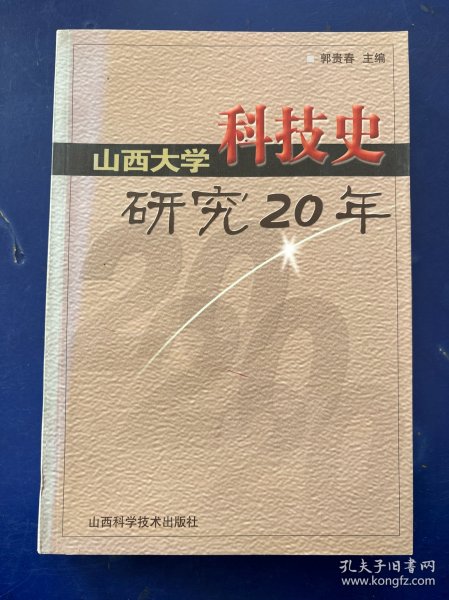 郭贵春 主编
山西大学 科技史
研究20年
20
山西科学技术出版社
孔夫子旧书网
www.kongfz.com